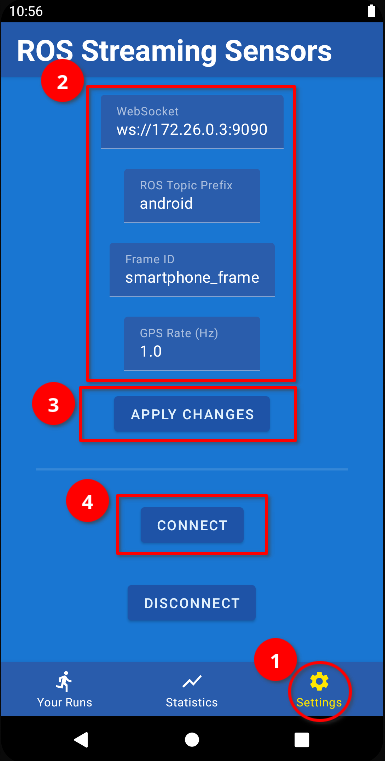 10:56
ROS Streaming Sensors
2
WebSocket
ws://172.26.0.3:9090
ROS Topic Prefix
android
Frame ID
smartphone_frame
GPS Rate (Hz)
1.0
3
APPLY CHANGES
4
CONNECT
DISCONNECT
1
Your Runs
Statistics
Settings